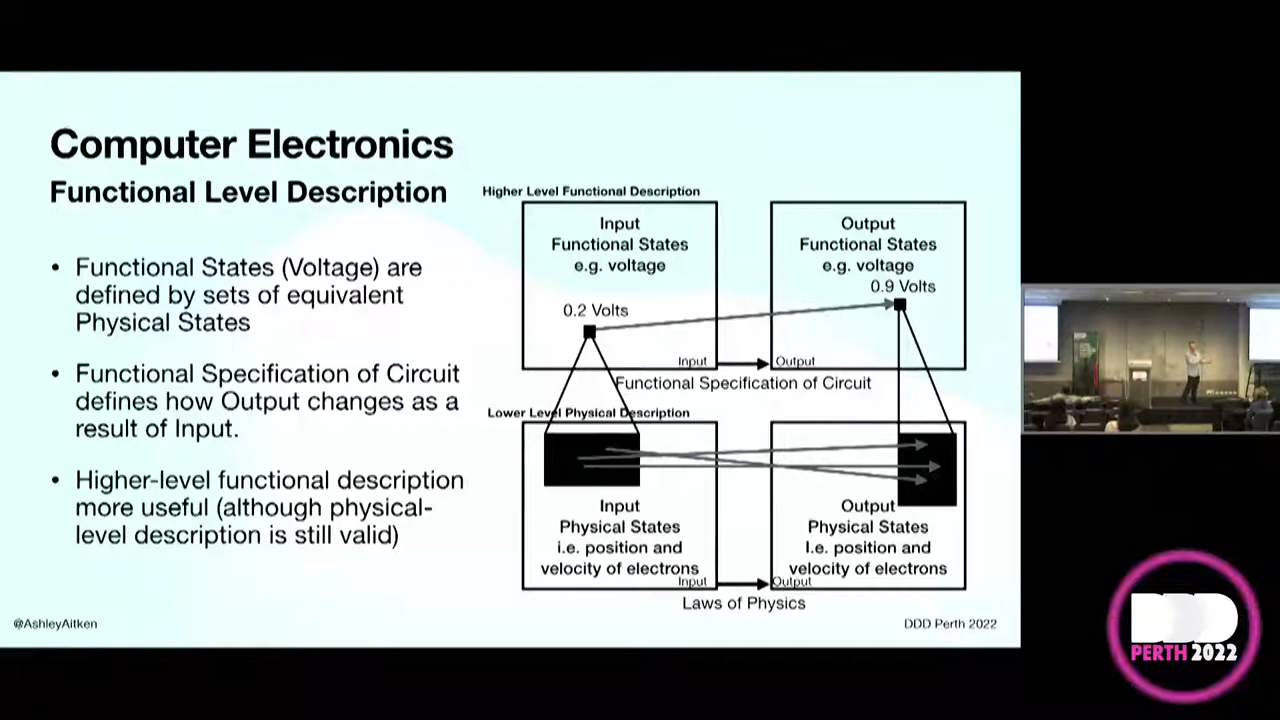 Computer Electronics
Functional Level Description
• Functional States (Voltage) are
defined by sets of equivalent
Physical States
• Functional Specification of Circuit
defines how Output changes as a
result of Input.
• Higher-level functional description
more useful (although physical-
level description is still valid)
Higher Level Functional Description
Input
Functional States
e.g. voltage
0.2 Volts
Input
Output
Functional States
e.g. voltage
0.9 Volts
Output
Functional Specification of Circuit
Lower Level Physical Description
Input
Physical States
i.e. position and
velocity of electrons
Input
Output
Physical States
I.e. position and
velocity of electrons
Output
Laws of Physics
@AshleyAitken
DDD Perth 2022
DDD
PERTH 2022